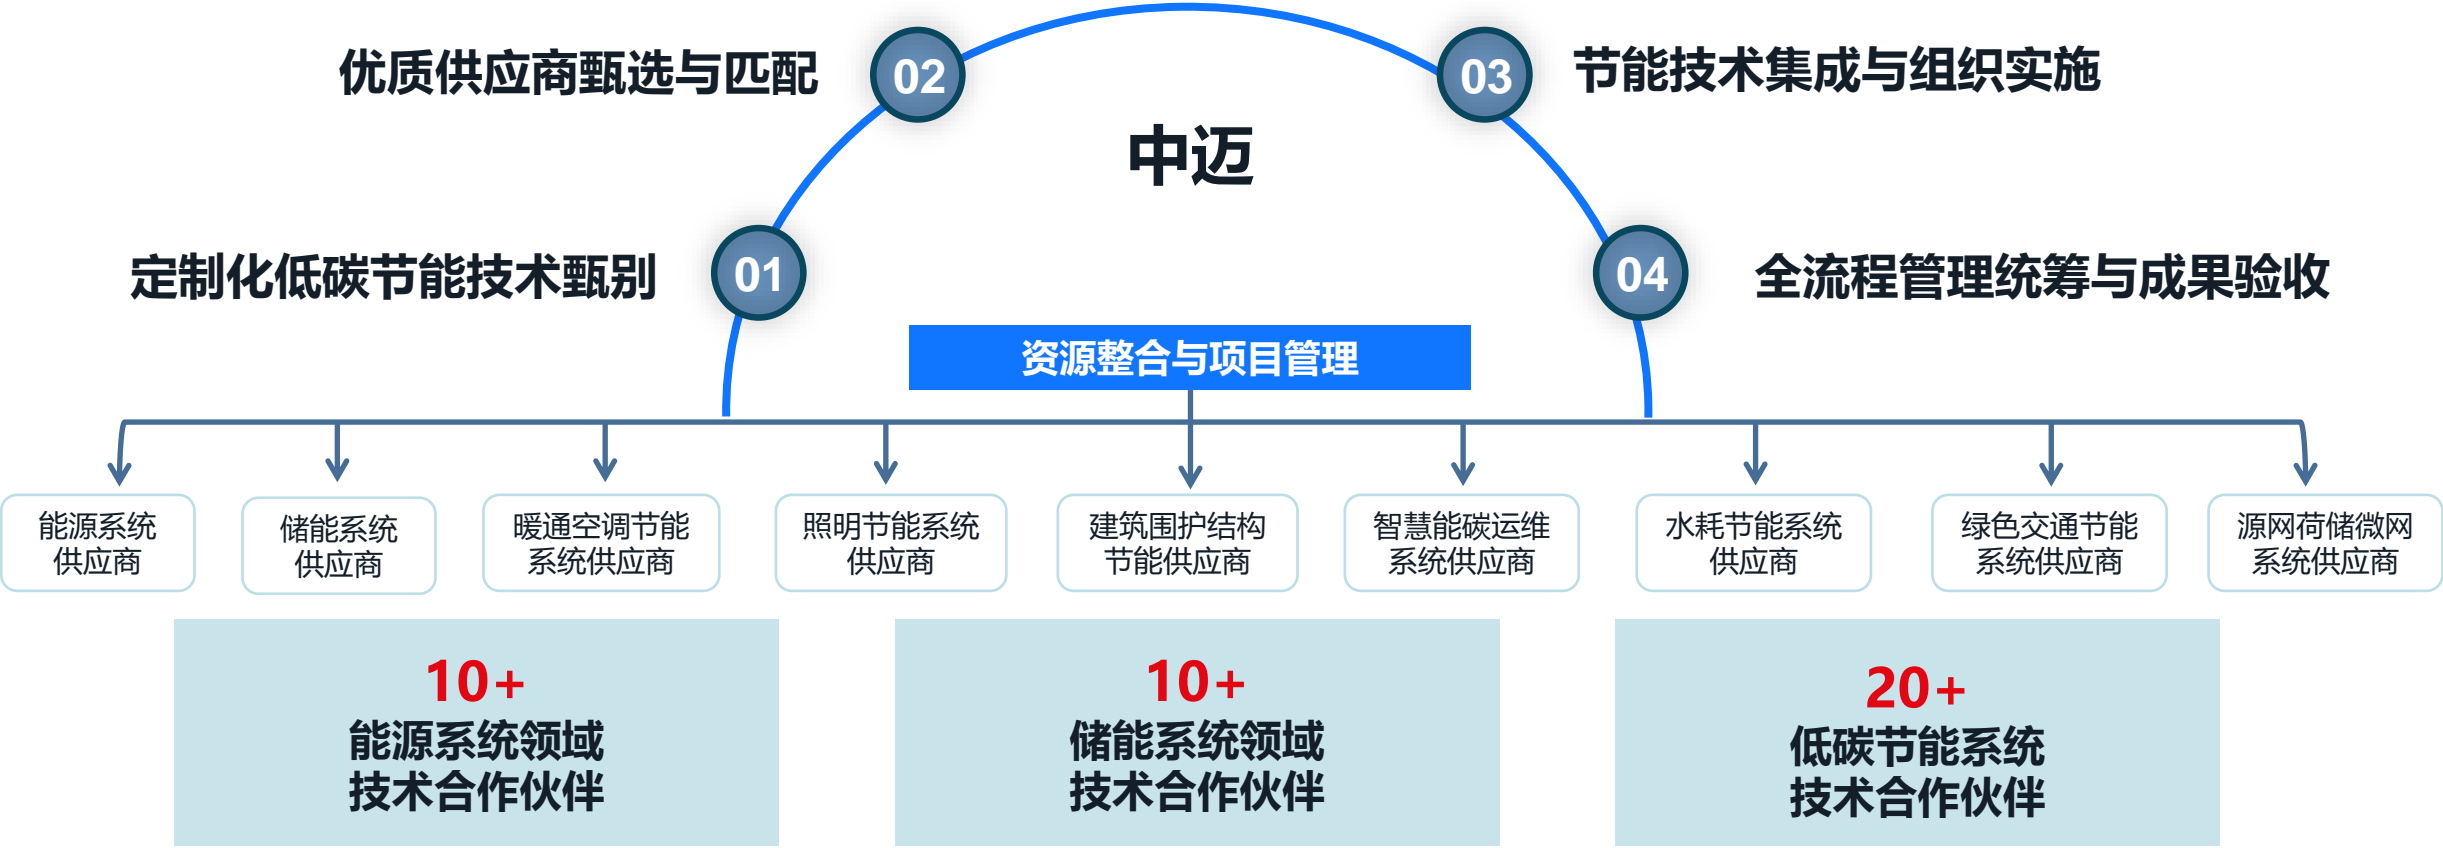 优质供应商甄选与匹配
02
03
节能技术集成与组织实施
中迈
定制化低碳节能技术甄别
01
04
全流程管理统筹与成果验收
资源整合与项目管理
能源系统
供应商
储能系统
供应商
暖通空调节能
系统供应商
照明节能系统
供应商
建筑围护结构
节能供应商
智慧能碳运维
系统供应商
水耗节能系统
供应商
绿色交通节能
系统供应商
源网荷储微网
系统供应商
10+
能源系统领域
技术合作伙伴
10+
储能系统领域
技术合作伙伴
20+
低碳节能系统
技术合作伙伴